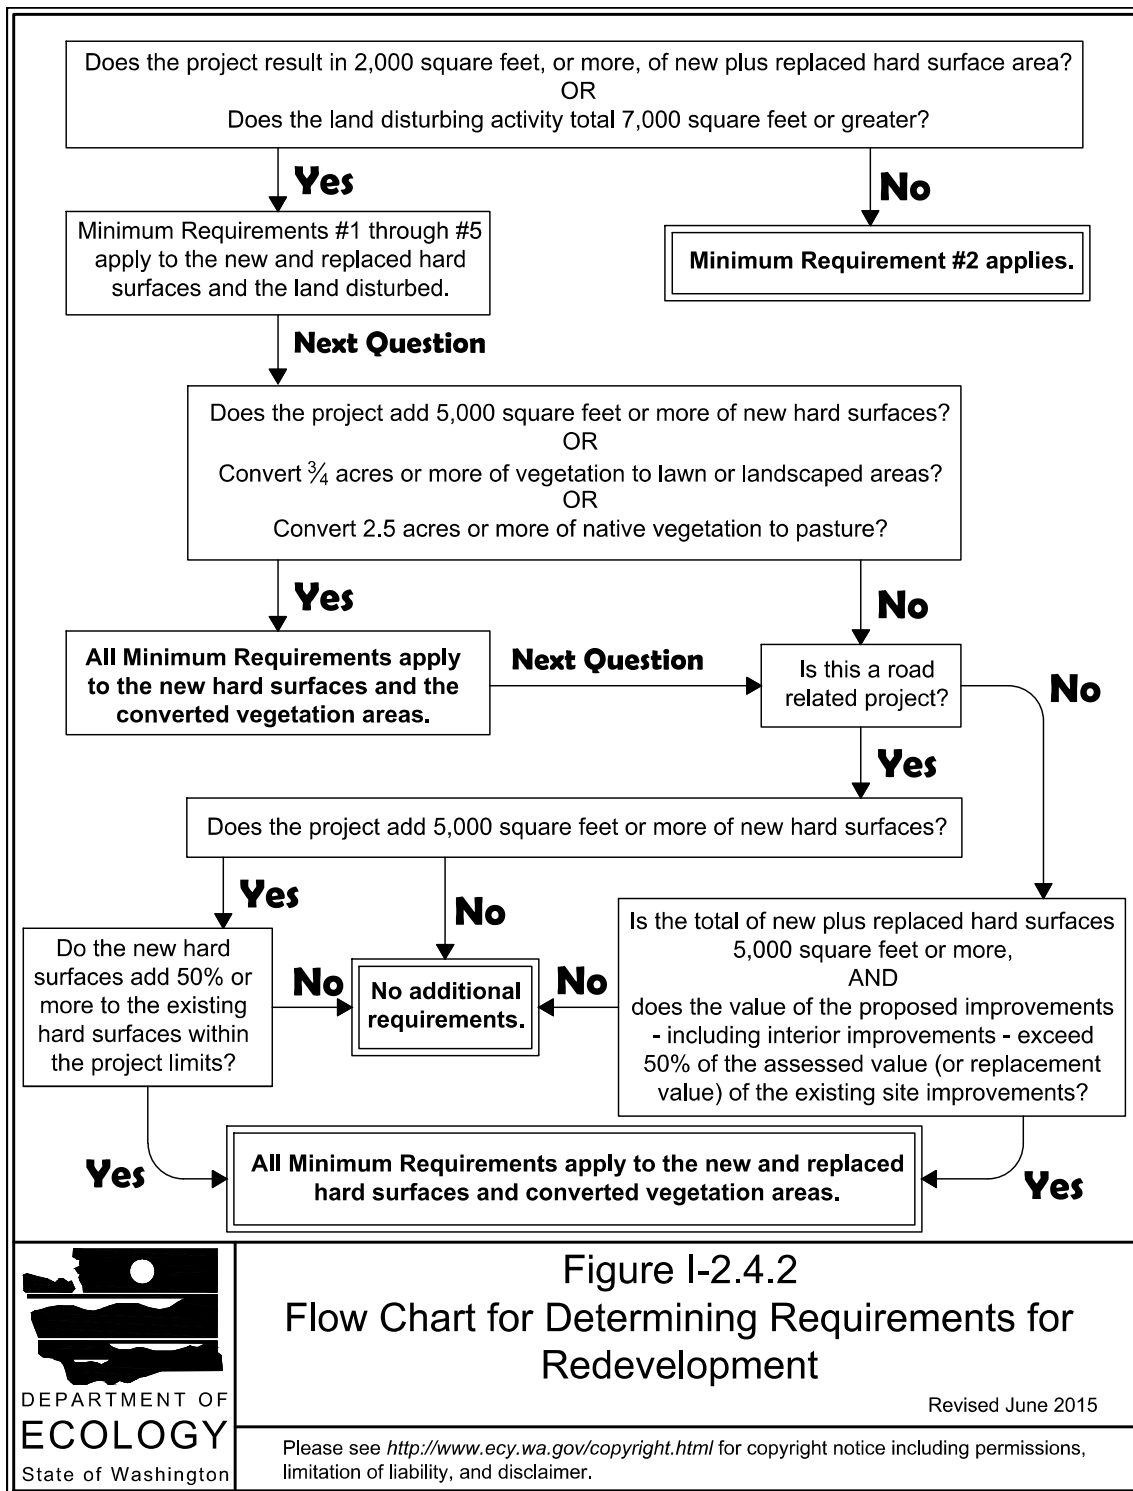 Does the project result in 2,000 square feet, or more, of new plus replaced hard surface area?
OR
Does the land disturbing activity total 7,000 square feet or greater?
Yes
No
Minimum Requirements #1 through #5
apply to the new and replaced hard
surfaces and the land disturbed.
Minimum Requirement #2 applies.
Next Question
Does the project add 5,000 square feet or more of new hard surfaces?
OR
Convert ¾ acres or more of vegetation to lawn or landscaped areas?
OR
Convert 2.5 acres or more of native vegetation to pasture?
Yes
No
All Minimum Requirements apply
to the new hard surfaces and the
converted vegetation areas.
Next Question
Is this a road
related project?
No
Yes
Does the project add 5,000 square feet or more of new hard surfaces?
Yes
No
Do the new hard
surfaces add 50% or
more to the existing
hard surfaces within
the project limits?
No
No additional
requirements.
No
Is the total of new plus replaced hard surfaces
5,000 square feet or more,
AND
does the value of the proposed improvements
- including interior improvements - exceed
50% of the assessed value (or replacement
value) of the existing site improvements?
Yes
All Minimum Requirements apply to the new and replaced
hard surfaces and converted vegetation areas.
Yes
DEPARTMENT OF
ECOLOGY
State of Washington
Figure I-2.4.2
Flow Chart for Determining Requirements for
Redevelopment
Revised June 2015
Please see http://www.ecy.wa.gov/copyright.html for copyright notice including permissions,
limitation of liability, and disclaimer.